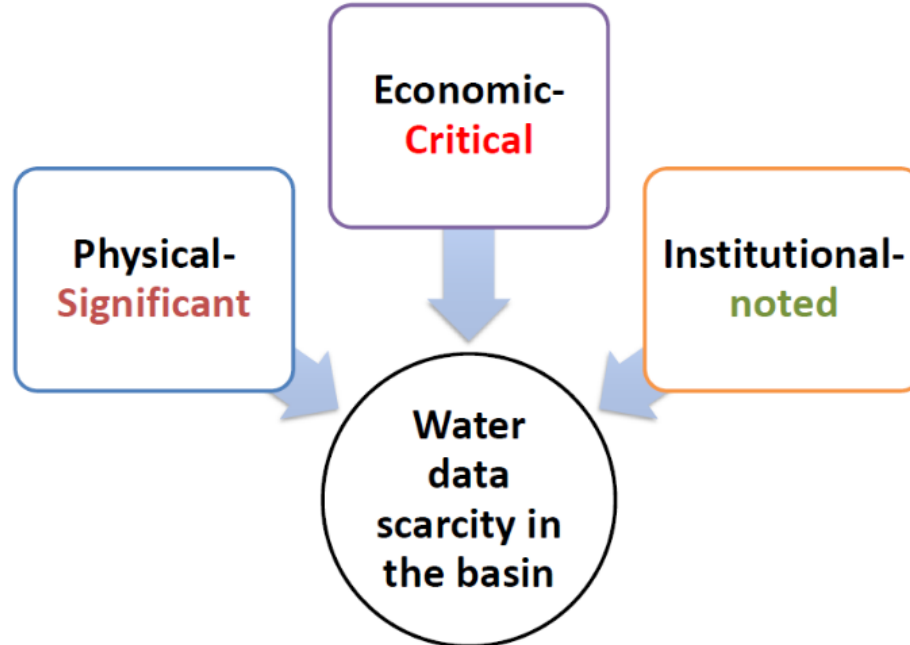 Economic-
Critical
Physical-
Significant
Institutional-
noted
Water
data
scarcity in
the basin